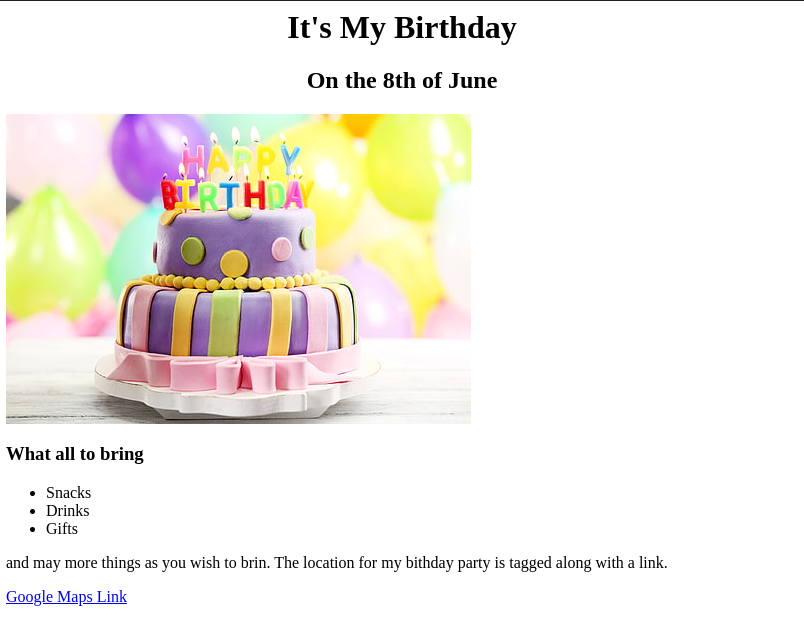 It's My Birthday
On the 8th of June
HAPPY
BIRTHDAY
What all to bring
Snacks
Drinks
Gifts
and may more things as you wish to brin. The location for my bithday party is tagged along with a link.
Google Maps Link